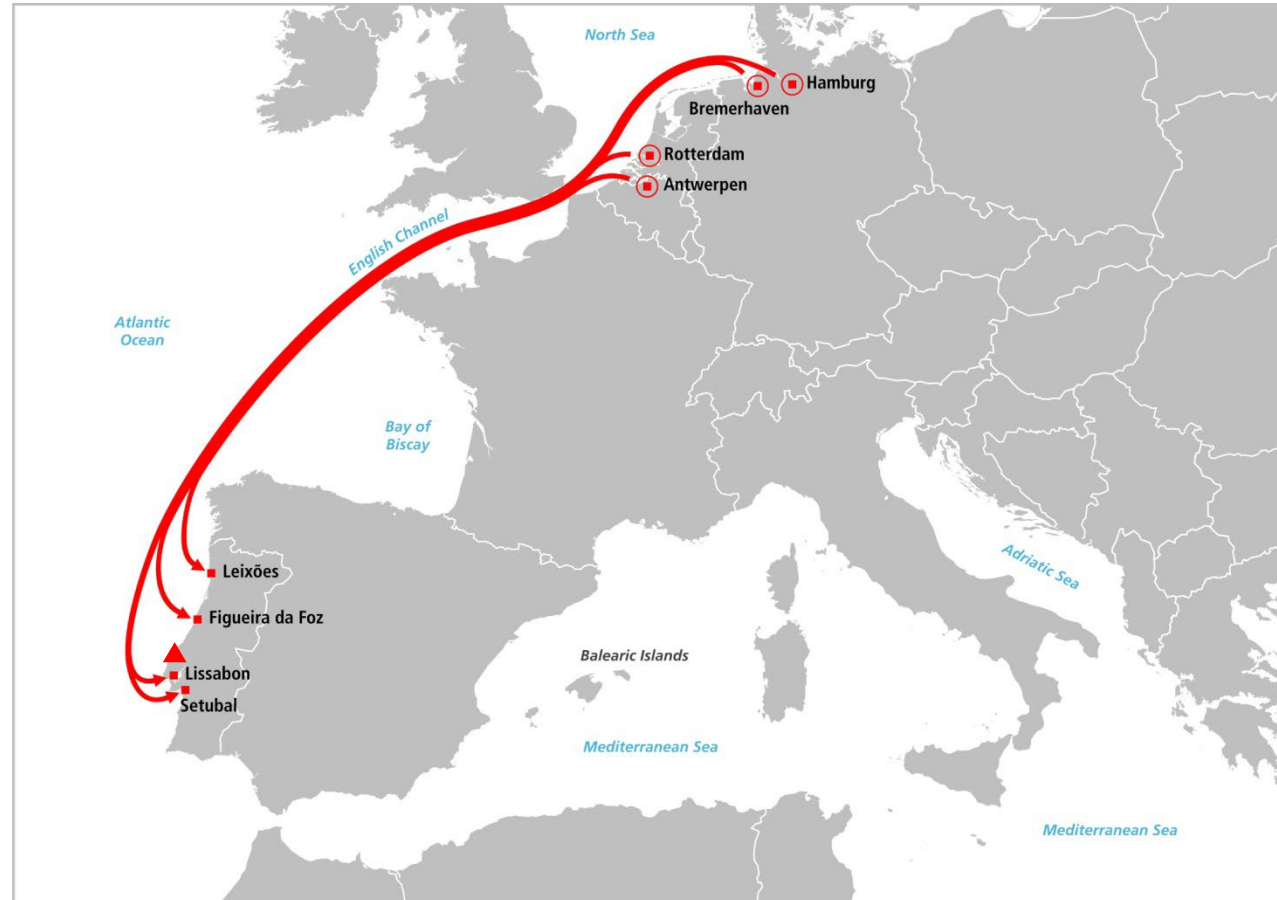 North Sea
Hamburg
Bremerhaven
Rotterdam
Antwerpen
English Channel
Atlantic
Ocean
Bay of
Biscay
Adriatic Sea
Leixões
Figueira da Foz
Balearic Islands
Lissabon
Setubal
Mediterranean Sea
Mediterranean Sea